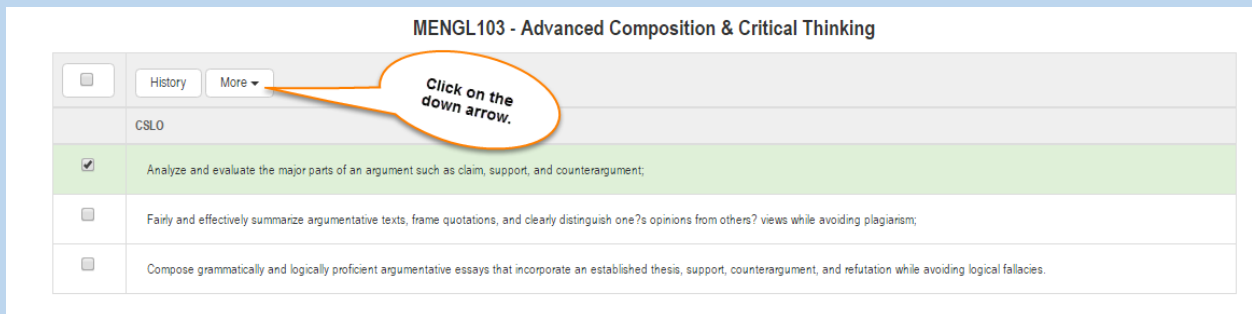 MENGL103 - Advanced Composition & Critical Thinking
History More
Click on the
down arrow.
CSLO
Analyze and evaluate the major parts of an argument such as claim, support, and counterargument;
Fairly and effectively summarize argumentative texts, frame quotations, and clearly distinguish one?s opinions from others? views while avoiding plagiarism;
Compose grammatically and logically proficient argumentative essays that incorporate an established thesis, support, counterargument, and refutation while avoiding logical fallacies.